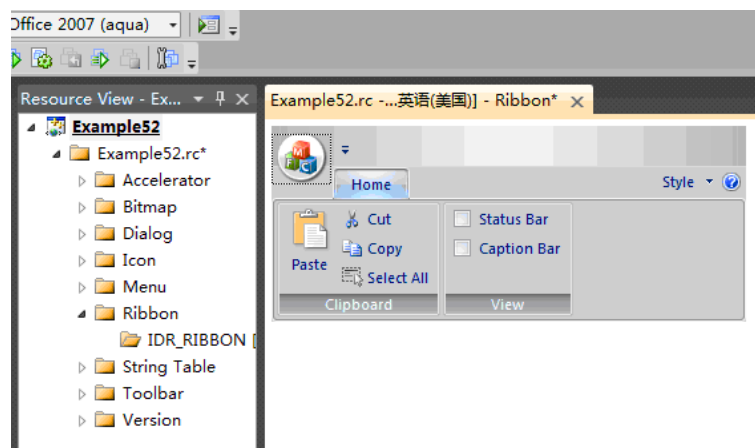 Office 2007 (aqua)
Resource View - Ex...
Example52.rc -...英语(美国)] - Ribbon*
Example52
Example52.rc*
Accelerator
Bitmap
Dialog
Icon
Menu
Ribbon
IDR_RIBBON [
String Table
Toolbar
Version
Home
Style
Paste
Cut
Copy
Select All
Clipboard
Status Bar
Caption Bar
View